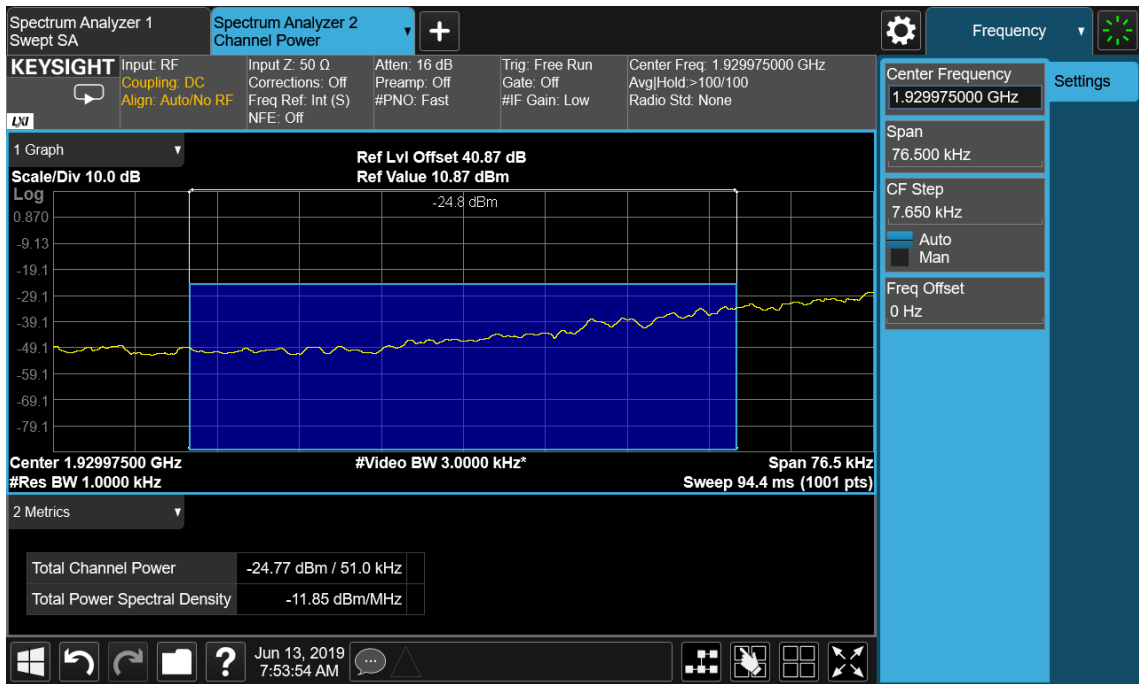 Spectrum Analyzer 1
Swept SA
Spectrum Analyzer 2
Channel Power
Frequency
KEYSIGHT
LXI
Input: RF
Coupling: DC
Align: Auto/No RF
Input Z: 50 Ω
Corrections: Off
Freq Ref: Int (S)
NFE: Off
Atten: 16 dB
Preamp: Off
#PNO: Fast
Trig: Free Run
Gate: Off
#IF Gain: Low
Center Freq: 1.929975000 GHz
Avg|Hold:>100/100
Radio Std: None
Center Frequency
1.929975000 GHz
Settings
Span
76.500 kHz
CF Step
7.650 kHz
Auto
Man
Freq Offset
0 Hz
1 Graph
Scale/Div 10.0 dB
Ref Lvl Offset 40.87 dB
Ref Value 10.87 dBm
Log
-24.8 dBm
0.870
-9.13
-19.1
-29.1
-39.1
-49.1
-59.1
-69.1
-79.1
Center 1.92997500 GHz
#Video BW 3.0000 kHz*
Span 76.5 kHz
#Res BW 1.0000 kHz
Sweep 94.4 ms (1001 pts)
2 Metrics
Total Channel Power -24.77 dBm / 51.0 kHz
Total Power Spectral Density -11.85 dBm/MHz
?
Jun 13, 2019
7:53:54 AM